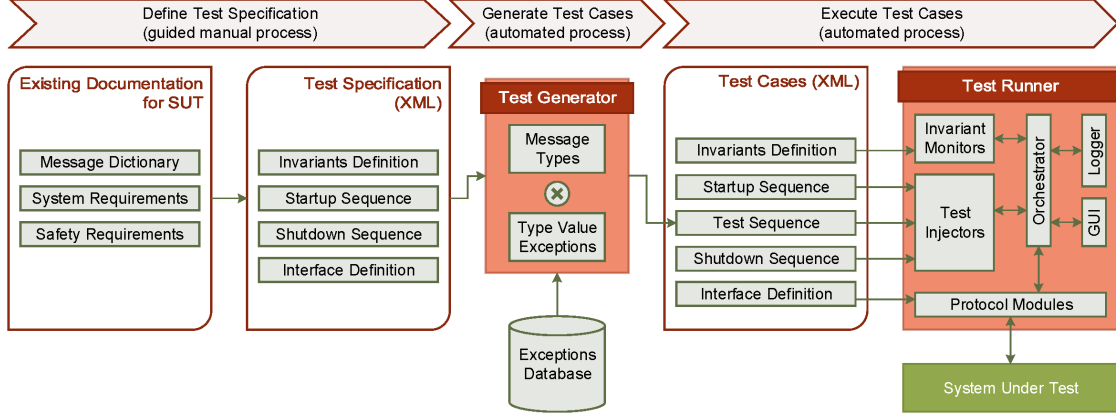 Define Test Specification
(guided manual process)
Generate Test Cases
(automated process)
Execute Test Cases
(automated process)
Existing Documentation
for SUT
Message Dictionary
System Requirements
Safety Requirements
Test Specification
(XML)
Invariants Definition
Startup Sequence
Shutdown Sequence
Interface Definition
Test Generator
Message
Types
Type Value
Exceptions
Exceptions
Database
Test Cases (XML)
Invariants Definition
Startup Sequence
Test Sequence
Shutdown Sequence
Interface Definition
Test Runner
Invariant
Monitors
Test
Injectors
Orchestrator
Logger
GUI
Protocol Modules
System Under Test